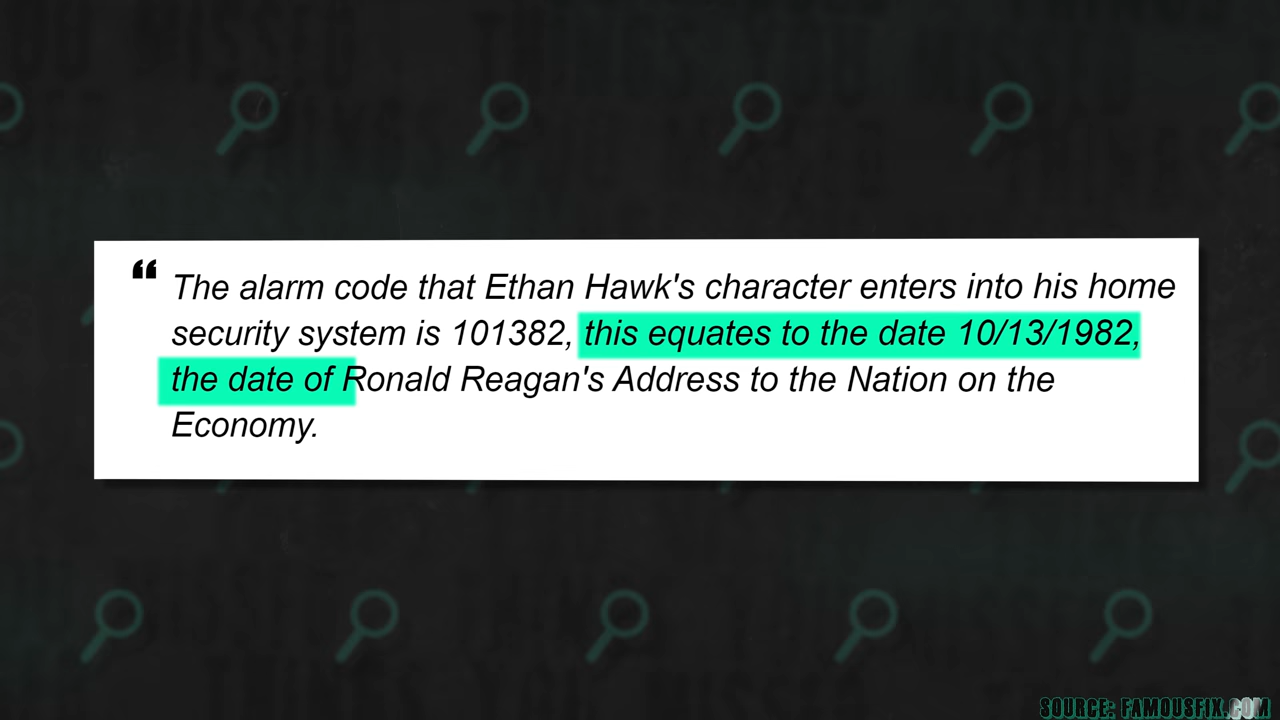 “ The alarm code that Ethan Hawk's character enters into his home
security system is 101382, this equates to the date 10/13/1982,
the date of Ronald Reagan's Address to the Nation on the
Economy.
SOURCE: FAMOUSFIX.COM